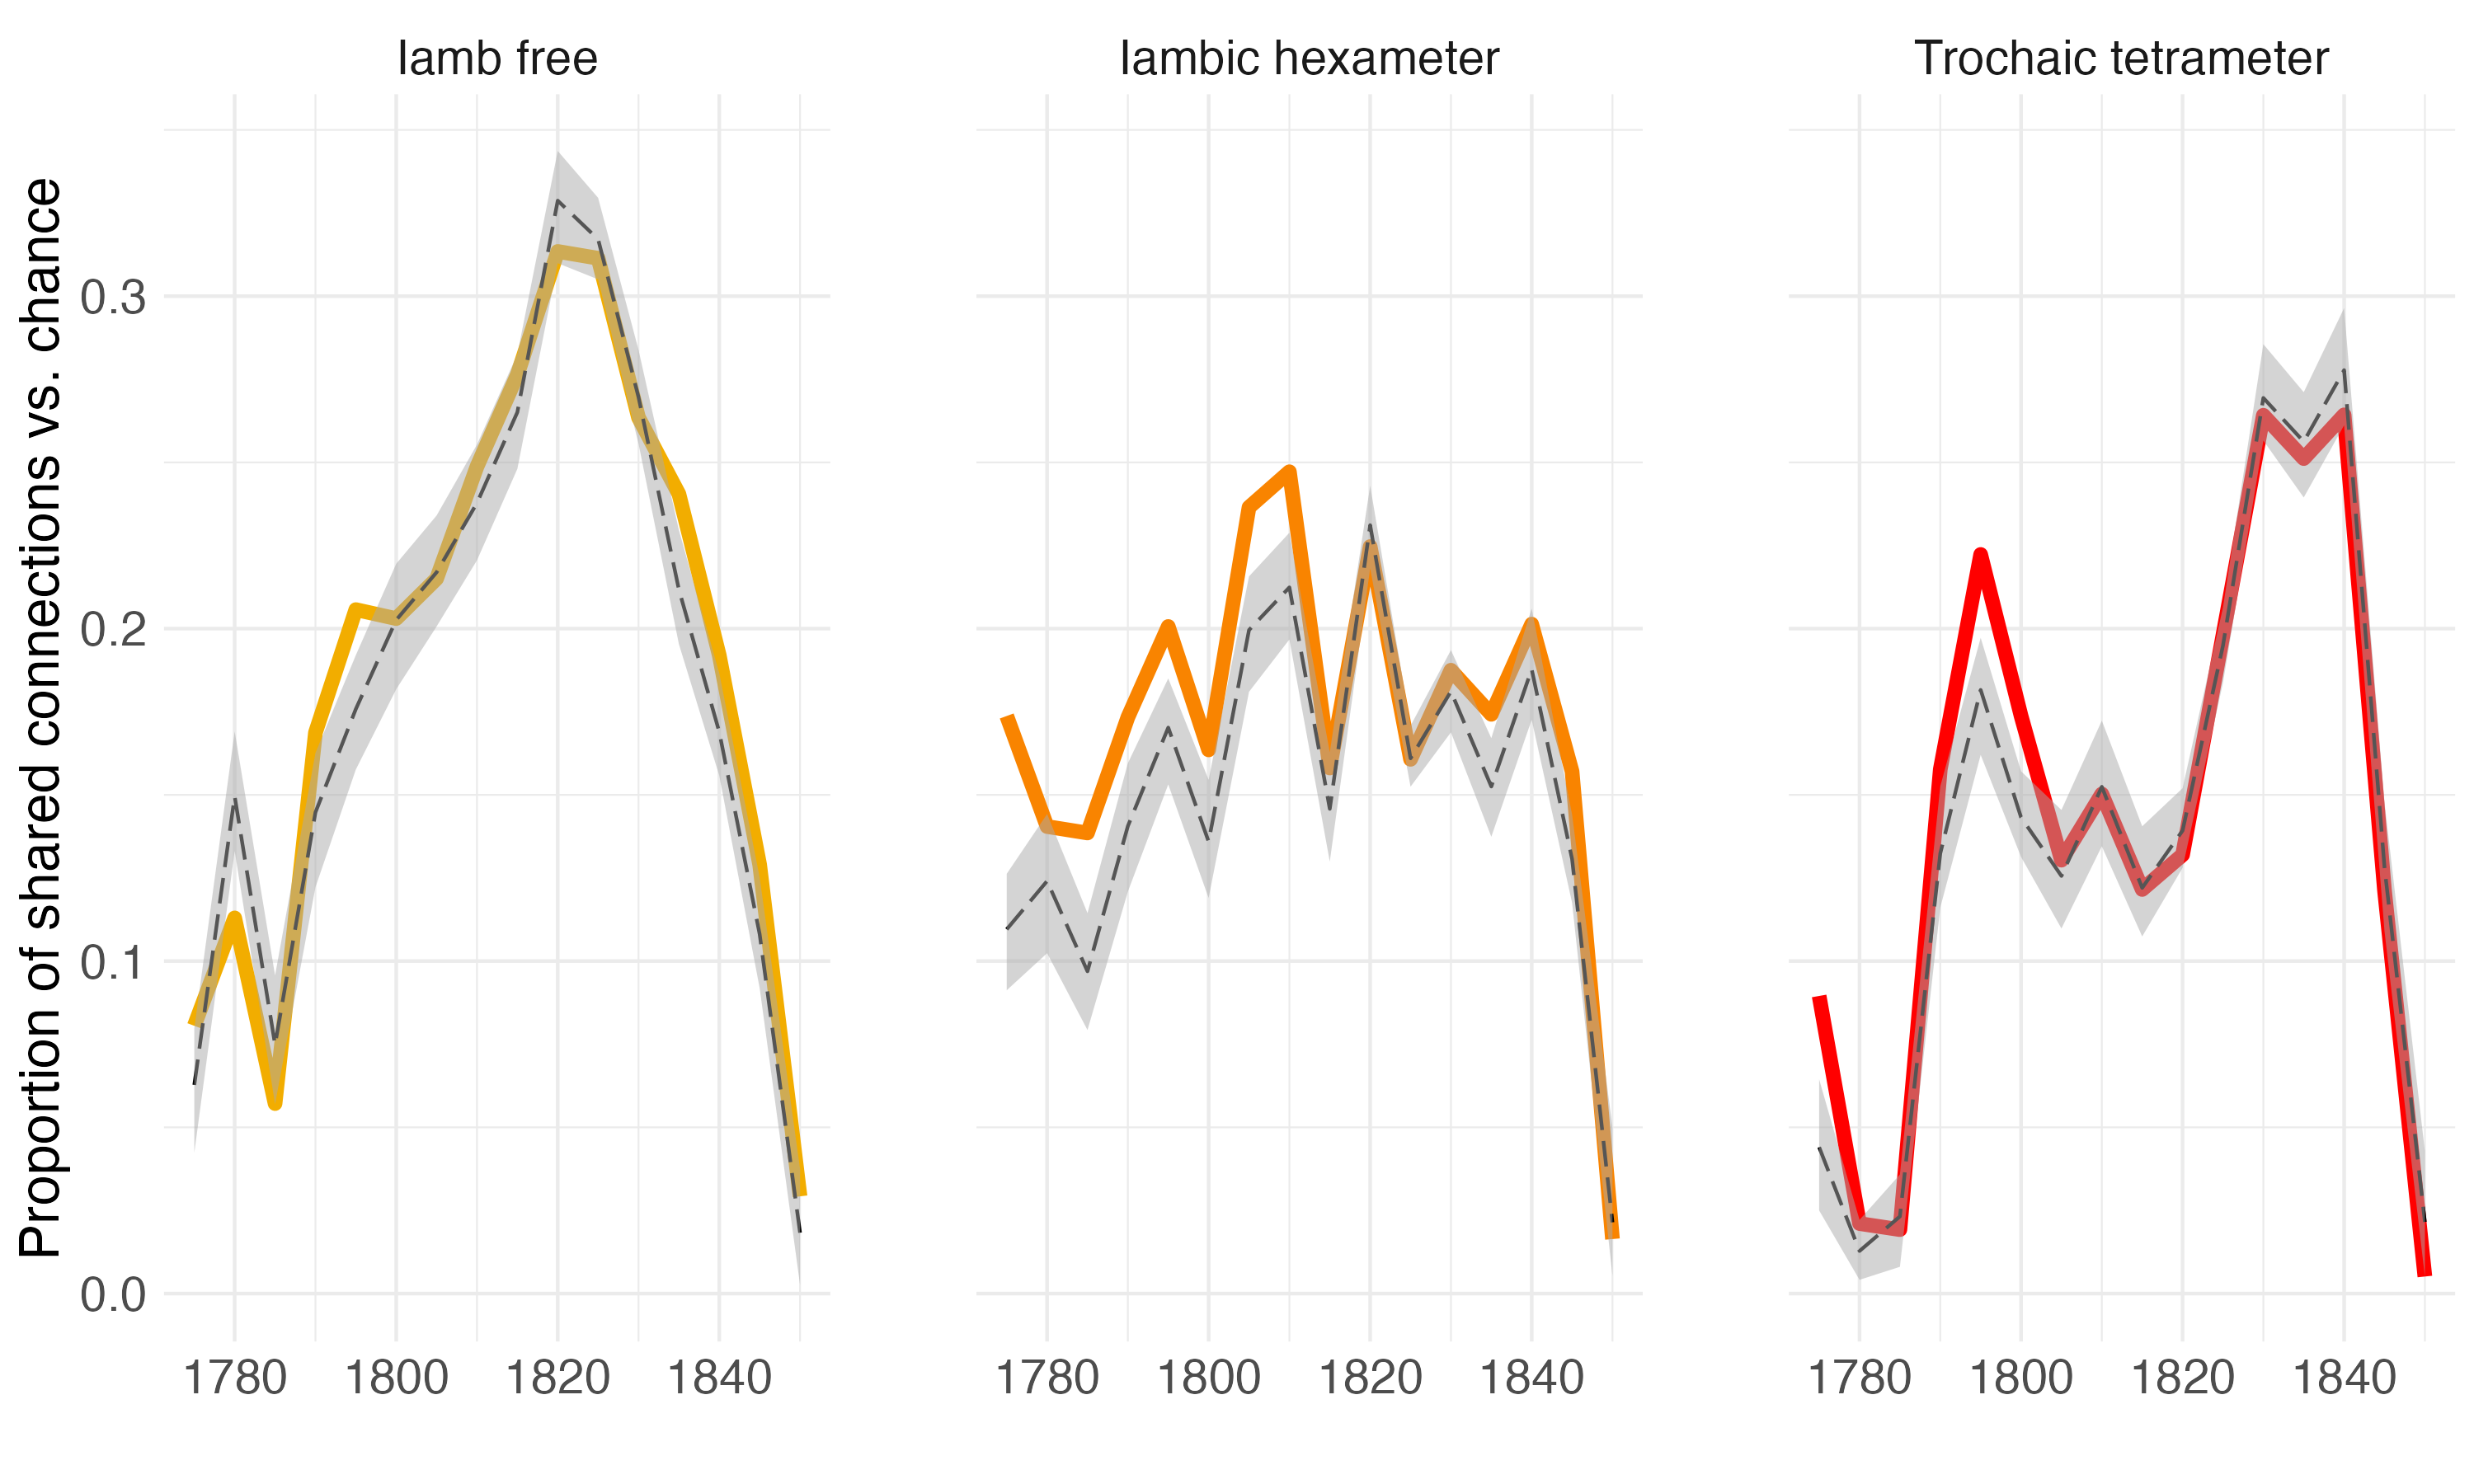 Iamb free
Iambic hexameter
Trochaic tetrameter
Proportion of shared connections vs. chance
0.3
0.2
0.1
0.0
1780 1800 1820 1840
1780 1800 1820 1840
1780 1800 1820 1840